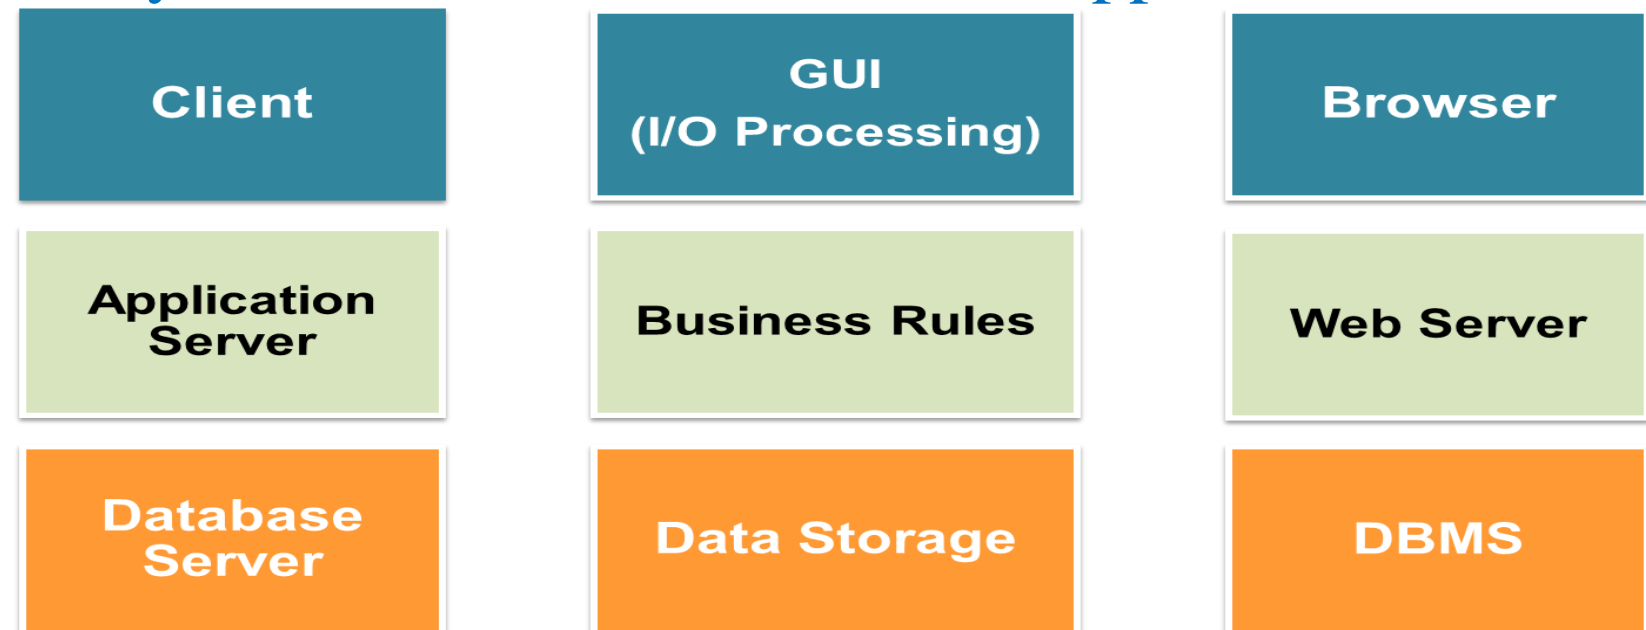 Client
GUI
(I/O Processing)
Browser
Application
Server
Business Rules
Web Server
Database
Server
Data Storage
DBMS